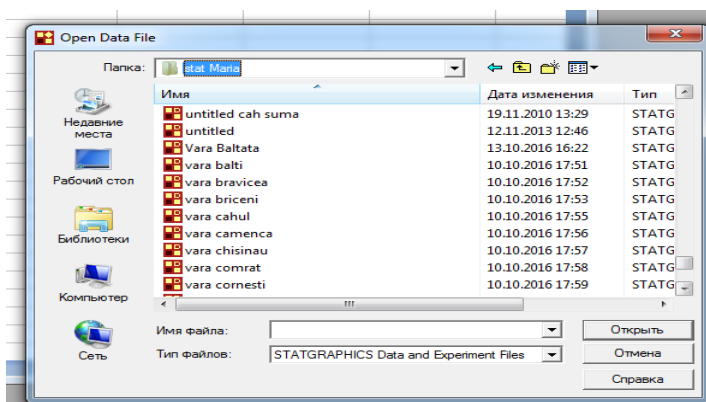 Open Data File
Папка: stat Maria
Имя Дата изменения Тип
untitled cah suma 19.11.2010 13:29 STATG
untitled 12.11.2013 12:46 STATG
Vara Baltata 13.10.2016 16:22 STATG
vara balti 10.10.2016 17:51 STATG
vara bravicea 10.10.2016 17:52 STATG
vara briceni 10.10.2016 17:53 STATG
vara cahul 10.10.2016 17:55 STATG
vara camenca 10.10.2016 17:56 STATG
vara chisinau 10.10.2016 17:57 STATG
vara comrat 10.10.2016 17:58 STATG
vara cornesti 10.10.2016 17:59 STATG
Недавние
места
Рабочий стол
Библиотеки
Компьютер
Сеть
Имя файла: Открыть
Тип файлов: STATGRAPHICS Data and Experiment Files Отмена
Справка